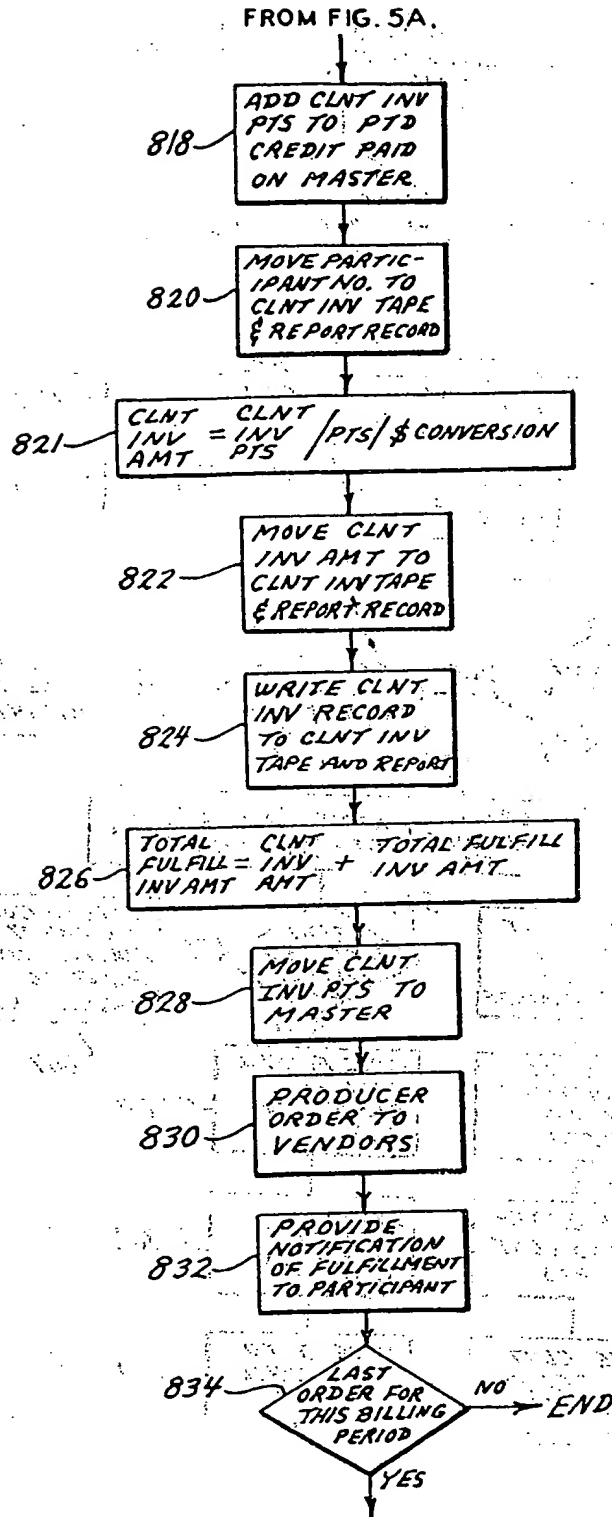 FROM FIG. 5A.
818
ADD CLNT INV
PTS TO PTD
CREDIT PAID
ON MASTER
820
MOVE PARTIC-
IPANT NO. TO
CLNT INV TAPE
& REPORT RECORD
821
CLNT CLNT
INV = INV /PTS/$ CONVERSION
AMT PTS
822
MOVE CLNT
INV AMT TO
CLNT INV TAPE
& REPORT RECORD
824
WRITE CLNT
INV RECORD
TO CLNT INV
TAPE AND REPORT
826
TOTAL CLNT TOTAL FULFILL
FULFILL = INV + INV AMT
INV AMT AMT
828
MOVE CLNT
INV PTS TO
MASTER
830
PRODUCER
ORDER TO
VENDORS
832
PROVIDE
NOTIFICATION
OF FULFILLMENT
TO PARTICIPANT
834
LAST
ORDER FOR
THIS BILLING
PERIOD
NO
END
YES